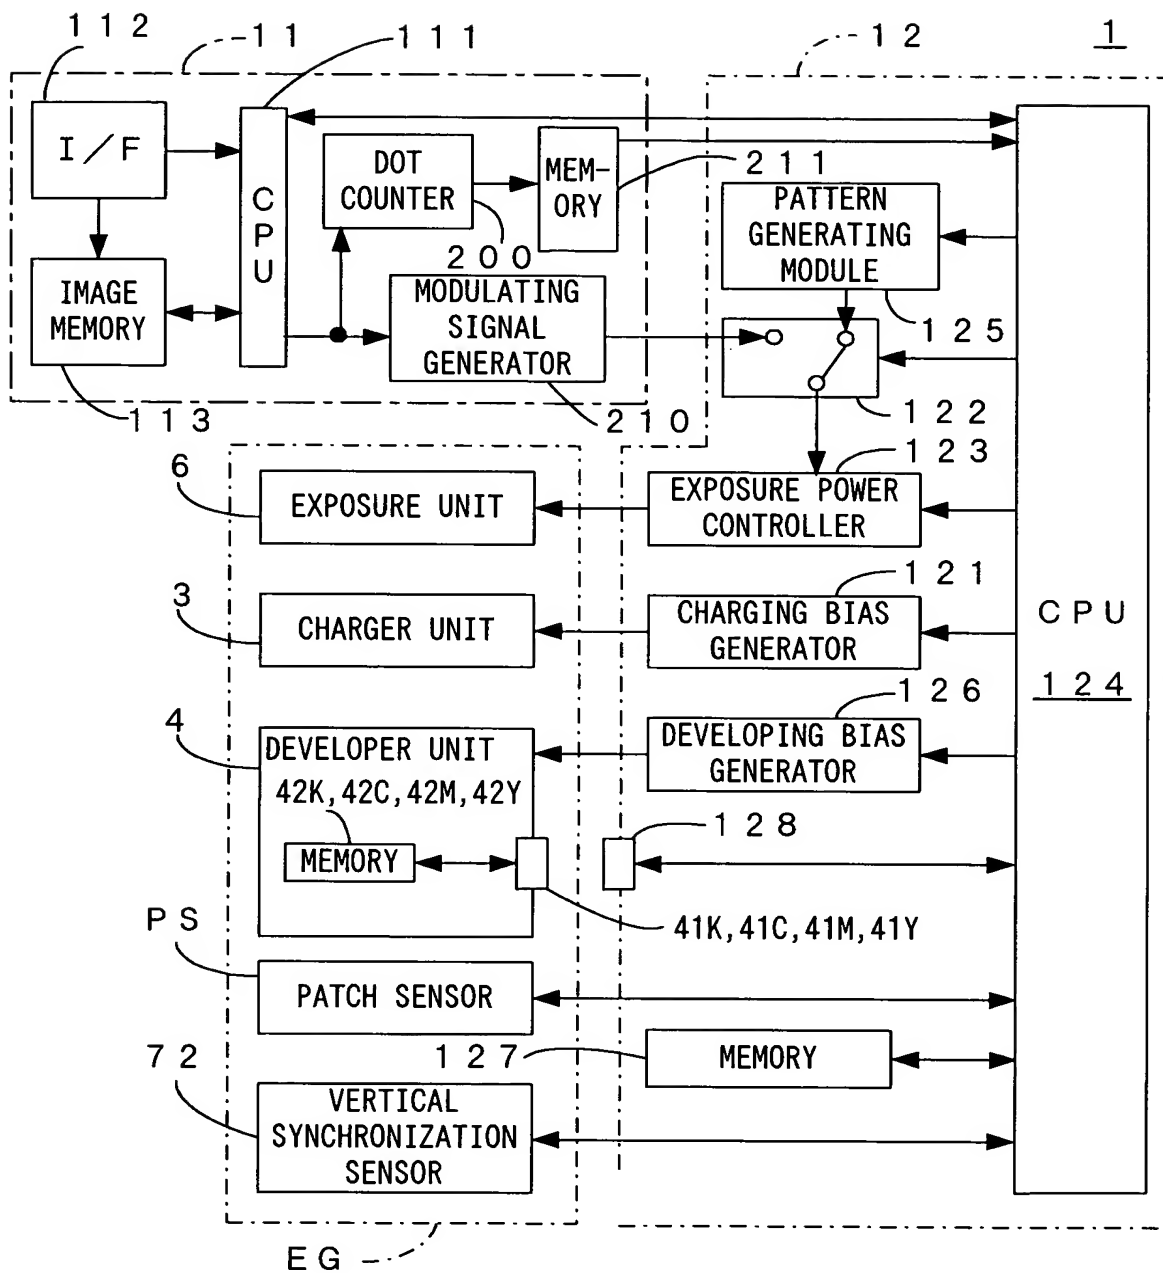 112
11
111
12
1
I/F
CPU
DOT
COUNTER
MEM-
ORY
211
PATTERN
GENERATING
MODULE
200
IMAGE
MEMORY
MODULATING
SIGNAL
GENERATOR
125
113
210
122
6
123
EXPOSURE UNIT
EXPOSURE POWER
CONTROLLER
3
121
CHARGER UNIT
CHARGING BIAS
GENERATOR
CPU
124
4
126
DEVELOPER UNIT
42K,42C,42M,42Y
DEVELOPING BIAS
GENERATOR
MEMORY
128
41K,41C,41M,41Y
PS
PATCH SENSOR
72
127
MEMORY
VERTICAL
SYNCHRONIZATION
SENSOR
EG